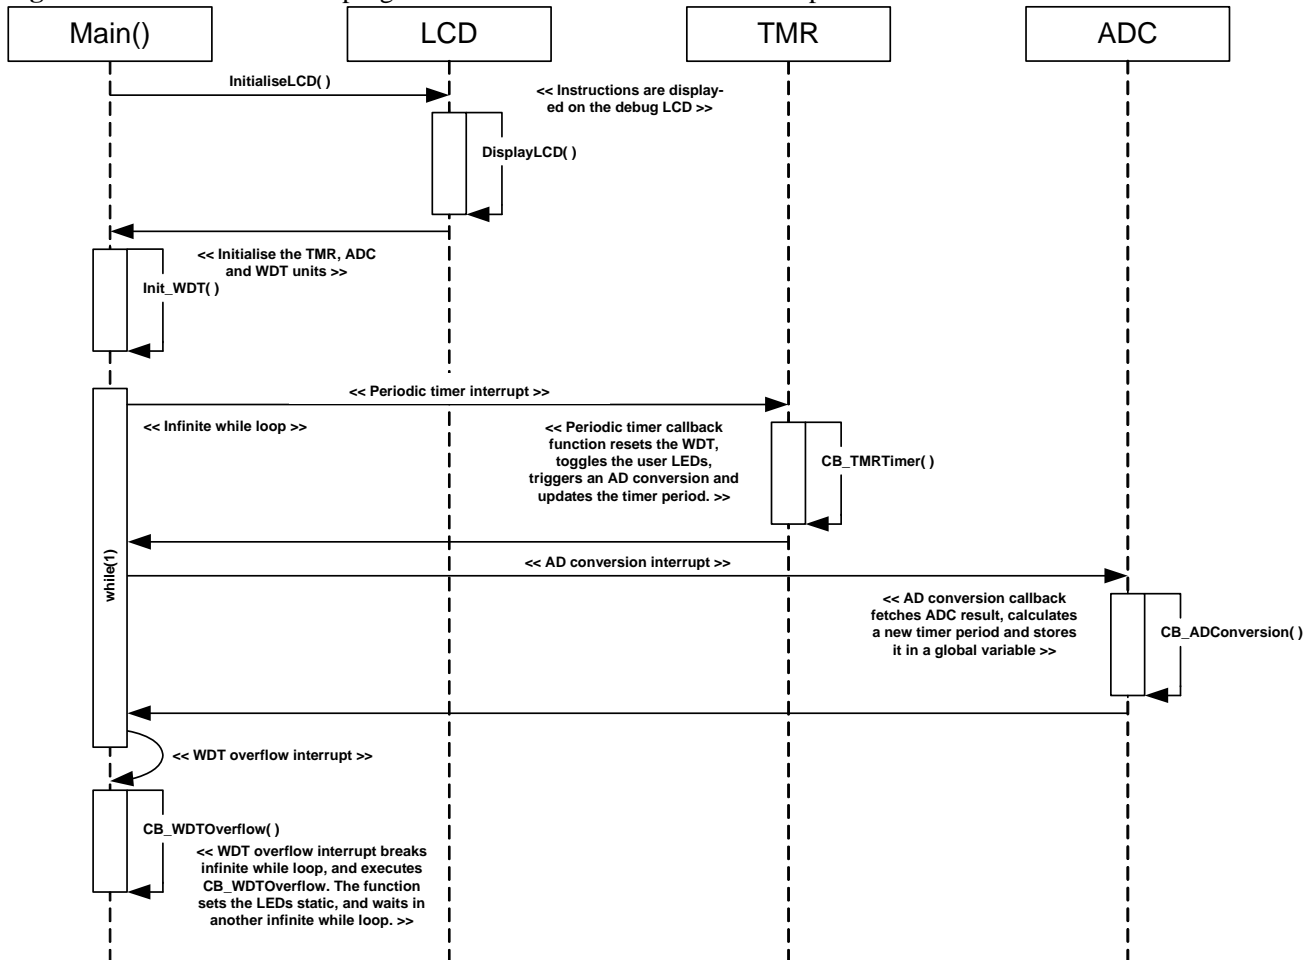 Main()
LCD
TMR
ADC
InitialiseLCD( )
<< Instructions are display-
ed on the debug LCD >>
DisplayLCD( )
<< Initialise the TMR, ADC
and WDT units >>
Init_WDT( )
<< Periodic timer interrupt >>
<< Infinite while loop >>
<< Periodic timer callback
function resets the WDT,
toggles the user LEDs,
triggers an AD conversion and
updates the timer period. >>
CB_TMRTimer( )
while(1)
<< AD conversion interrupt >>
<< AD conversion callback
fetches ADC result, calculates
a new timer period and stores
it in a global variable >>
CB_ADConversion( )
<< WDT overflow interrupt >>
CB_WDTOverflow( )
<< WDT overflow interrupt breaks
infinite while loop, and executes
CB_WDTOverflow. The function
sets the LEDs static, and waits in
another infinite while loop. >>